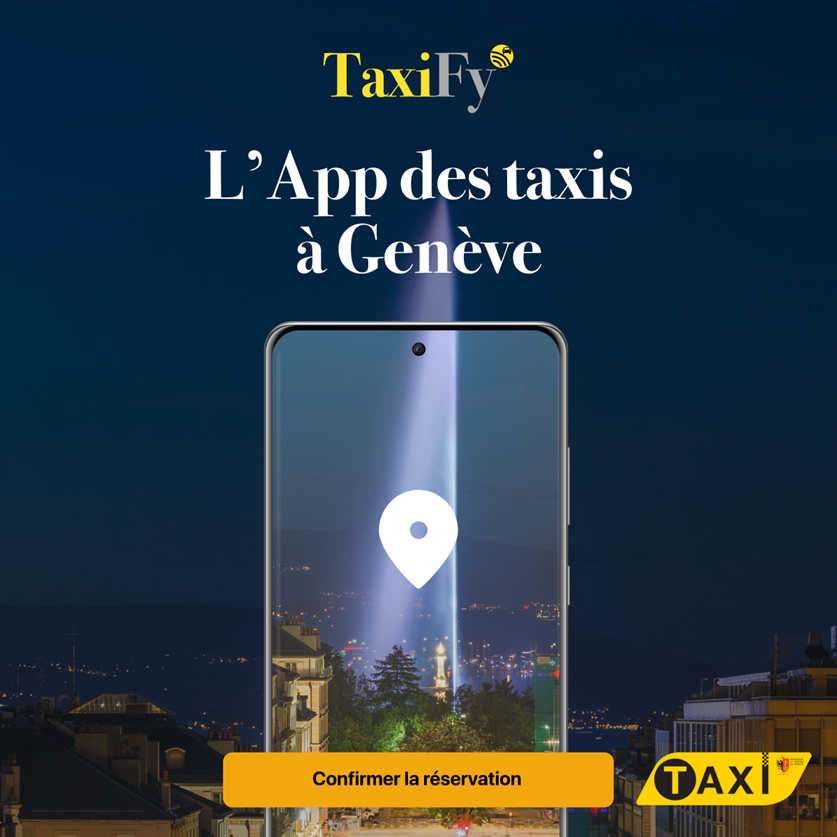 TaxiFy
L'App des taxis
à Genève
Confirmer la réservation
TAXI